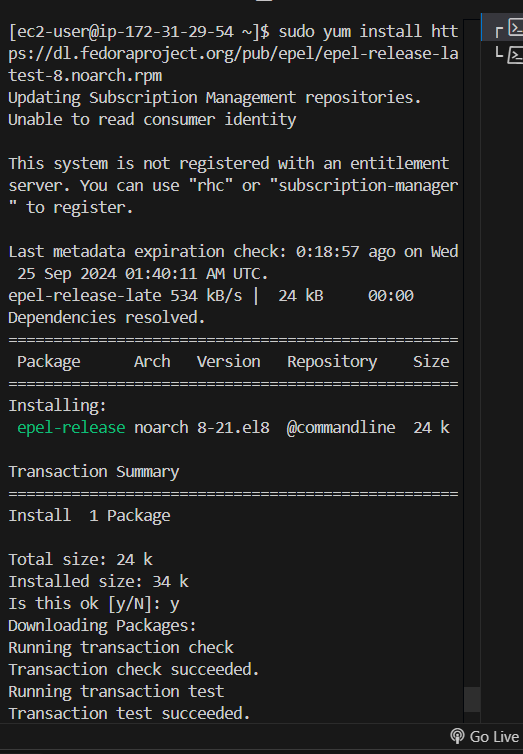 [ec2-user@ip-172-31-29-54 ~]$ sudo yum install htt
ps://dl.fedoraproject.org/pub/epel/epel-release-la
test-8.noarch.rpm
Updating Subscription Management repositories.
Unable to read consumer identity
This system is not registered with an entitlement
server. You can use "rhc" or "subscription-manager
" to register.
Last metadata expiration check: 0:18:57 ago on Wed
25 Sep 2024 01:40:11 AM UTC.
epel-release-late 534 kB/s |  24 kB     00:00
Dependencies resolved.
==================================================
Package      Arch   Version   Repository    Size
==================================================
Installing:
epel-release noarch 8-21.el8  @commandline  24 k
Transaction Summary
==================================================
Install  1 Package
Total size: 24 k
Installed size: 34 k
Is this ok [y/N]: y
Downloading Packages:
Running transaction check
Transaction check succeeded.
Running transaction test
Transaction test succeeded.
Go Live